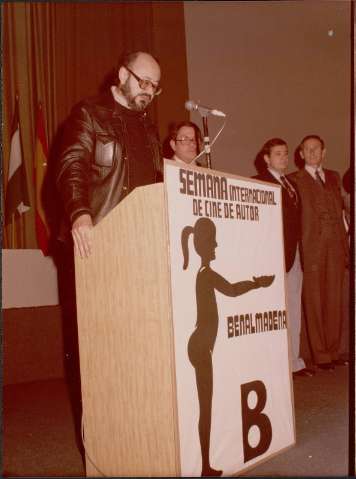 SEMANA INTERNACIONAL
DE CINE DE AUTOR
BENALMADENA
B